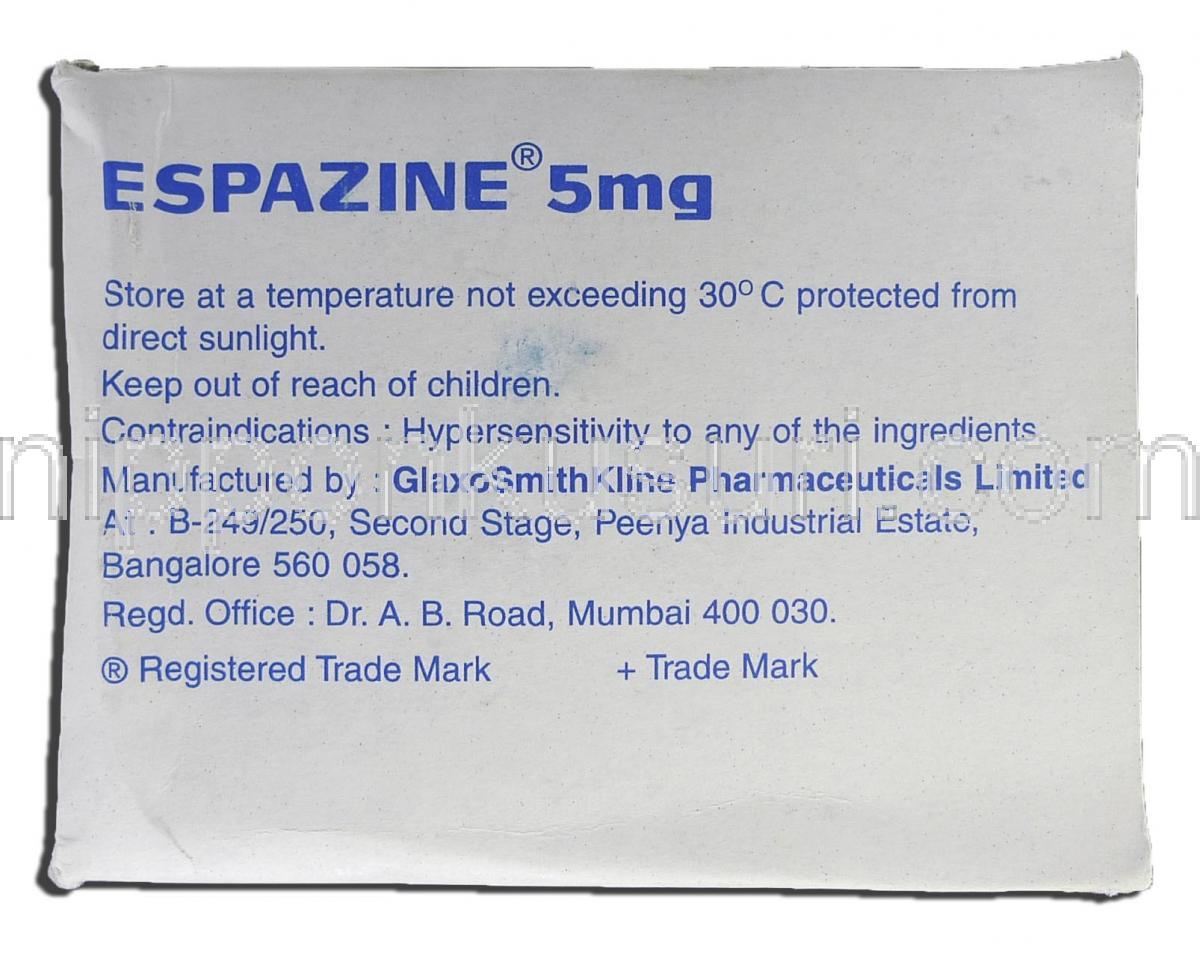 ESPAZINE® 5mg
Store at a temperature not exceeding 30° C protected from
direct sunlight.
Keep out of reach of children.
Contraindications : Hypersensitivity to any of the ingredients
nipponkusuri.com
Manufactured by : GlaxoSmithKline Pharmaceuticals Limited
At : B-249/250, Second Stage, Peenya Industrial Estate,
Bangalore 560 058.
Regd. Office : Dr. A. B. Road, Mumbai 400 030.
® Registered Trade Mark + Trade Mark